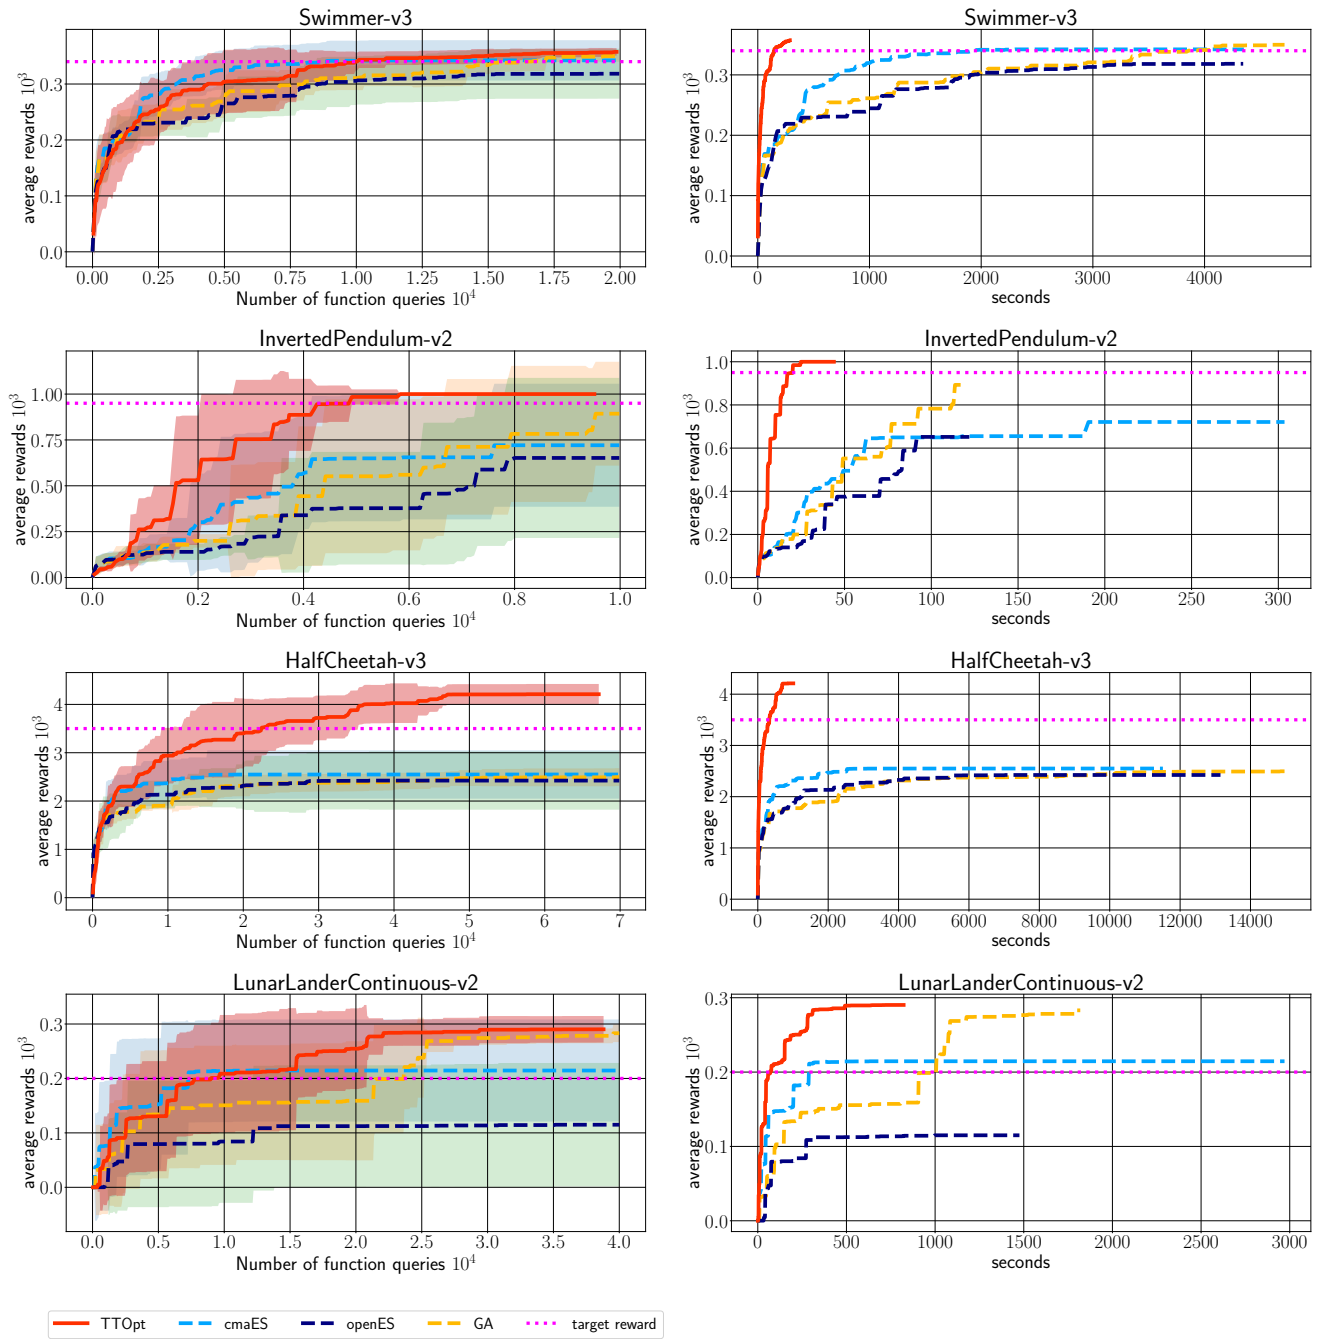 Swimmer-v3
average rewards 10³
0.3
0.2
0.1
0.0
0.00 0.25 0.50 0.75 1.00 1.25 1.50 1.75 2.00
Number of function queries 10⁴
Swimmer-v3
average rewards 10³
0.3
0.2
0.1
0.0
0 1000 2000 3000 4000
seconds
InvertedPendulum-v2
average rewards 10³
1.00
0.75
0.50
0.25
0.00
0.0 0.2 0.4 0.6 0.8 1.0
Number of function queries 10⁴
InvertedPendulum-v2
average rewards 10³
1.0
0.8
0.6
0.4
0.2
0.0
0 50 100 150 200 250 300
seconds
HalfCheetah-v3
average rewards 10³
4
3
2
1
0
0 1 2 3 4 5 6 7
Number of function queries 10⁴
HalfCheetah-v3
average rewards 10³
4
3
2
1
0
0 2000 4000 6000 8000 10000 12000 14000
seconds
LunarLanderContinuous-v2
average rewards 10³
0.3
0.2
0.1
0.0
0.0 0.5 1.0 1.5 2.0 2.5 3.0 3.5 4.0
Number of function queries 10⁴
LunarLanderContinuous-v2
average rewards 10³
0.3
0.2
0.1
0.0
0 500 1000 1500 2000 2500 3000
seconds
TTOpt cmaES openES GA target reward